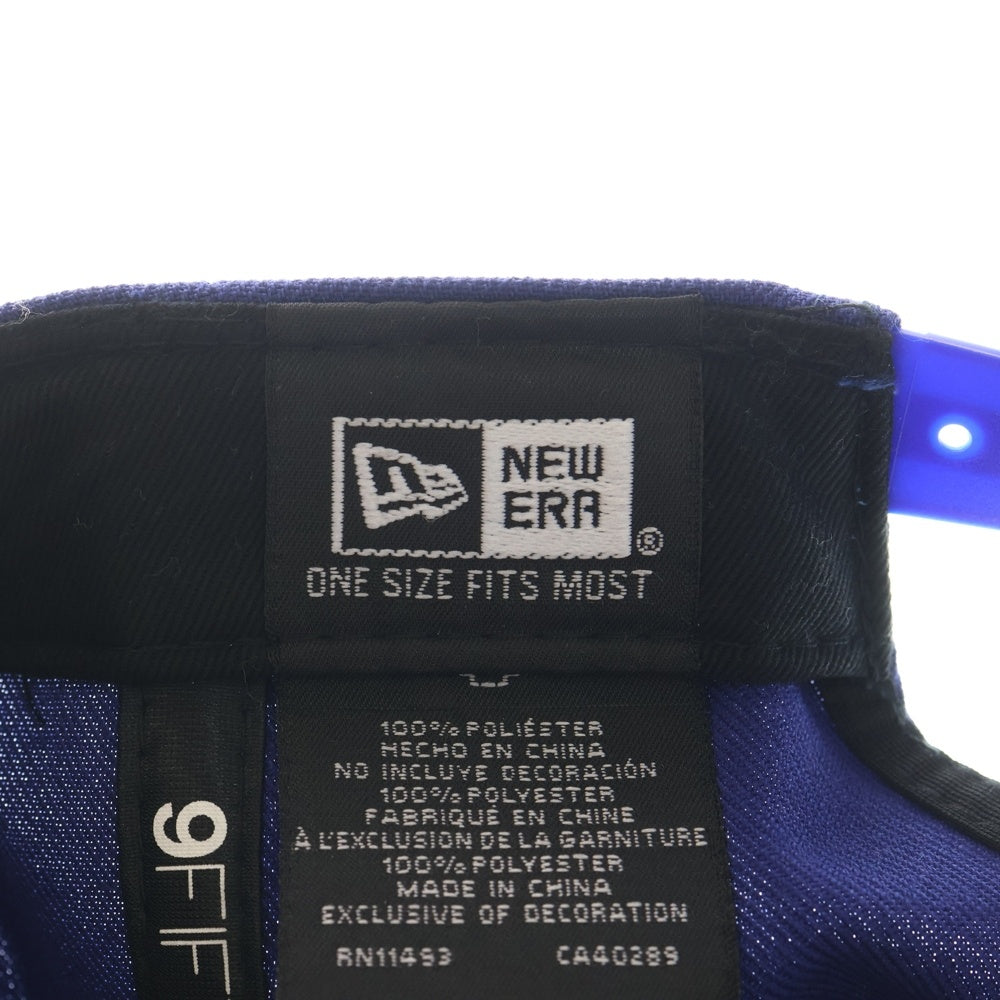 NEW
ERA
®
ONE SIZE FITS MOST
100% POLIÉSTER
HECHO EN CHINA
NO INCLUYE DECORACIÓN
100% POLYESTER
FABRIQUÉ EN CHINE
À L'EXCLUSION DE LA GARNITURE
100% POLYESTER
MADE IN CHINA
EXCLUSIVE OF DECORATION
RN11493 CA40289
9FIF